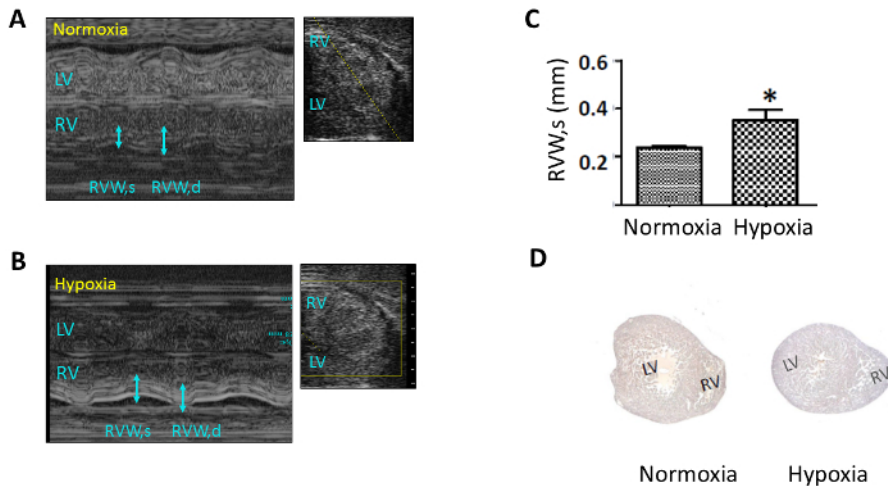 A
Normoxia
LV
RV
RVW,s RVW,d
RV
LV
B
Hypoxia
LV
RV
RVW,s RVW,d
RV
LV
C
RVW,s (mm)
0.6
0.4
0.2
*
Normoxia Hypoxia
D
LV RV
LV RV
Normoxia Hypoxia